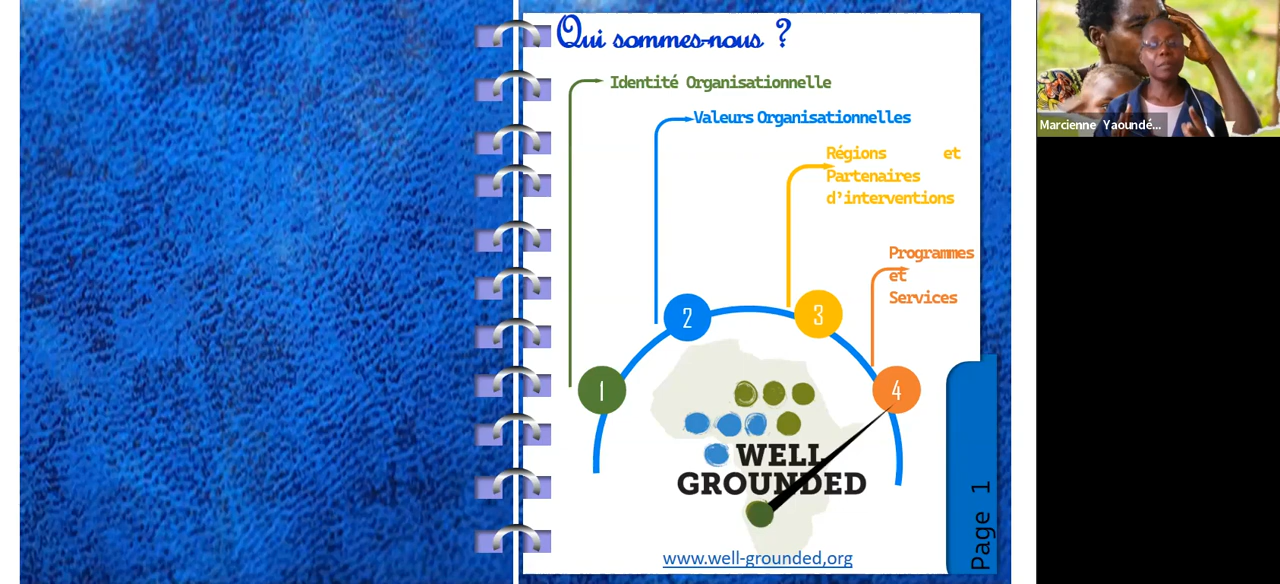 Qui sommes-nous ?
Identité Organisationnelle
Valeurs Organisationnelles
Régions et
Partenaires
d'interventions
Programmes
et
Services
1
2
3
4
WELL
GROUNDED
www.well-grounded,org
Page 1
Marcienne Yaoundé...